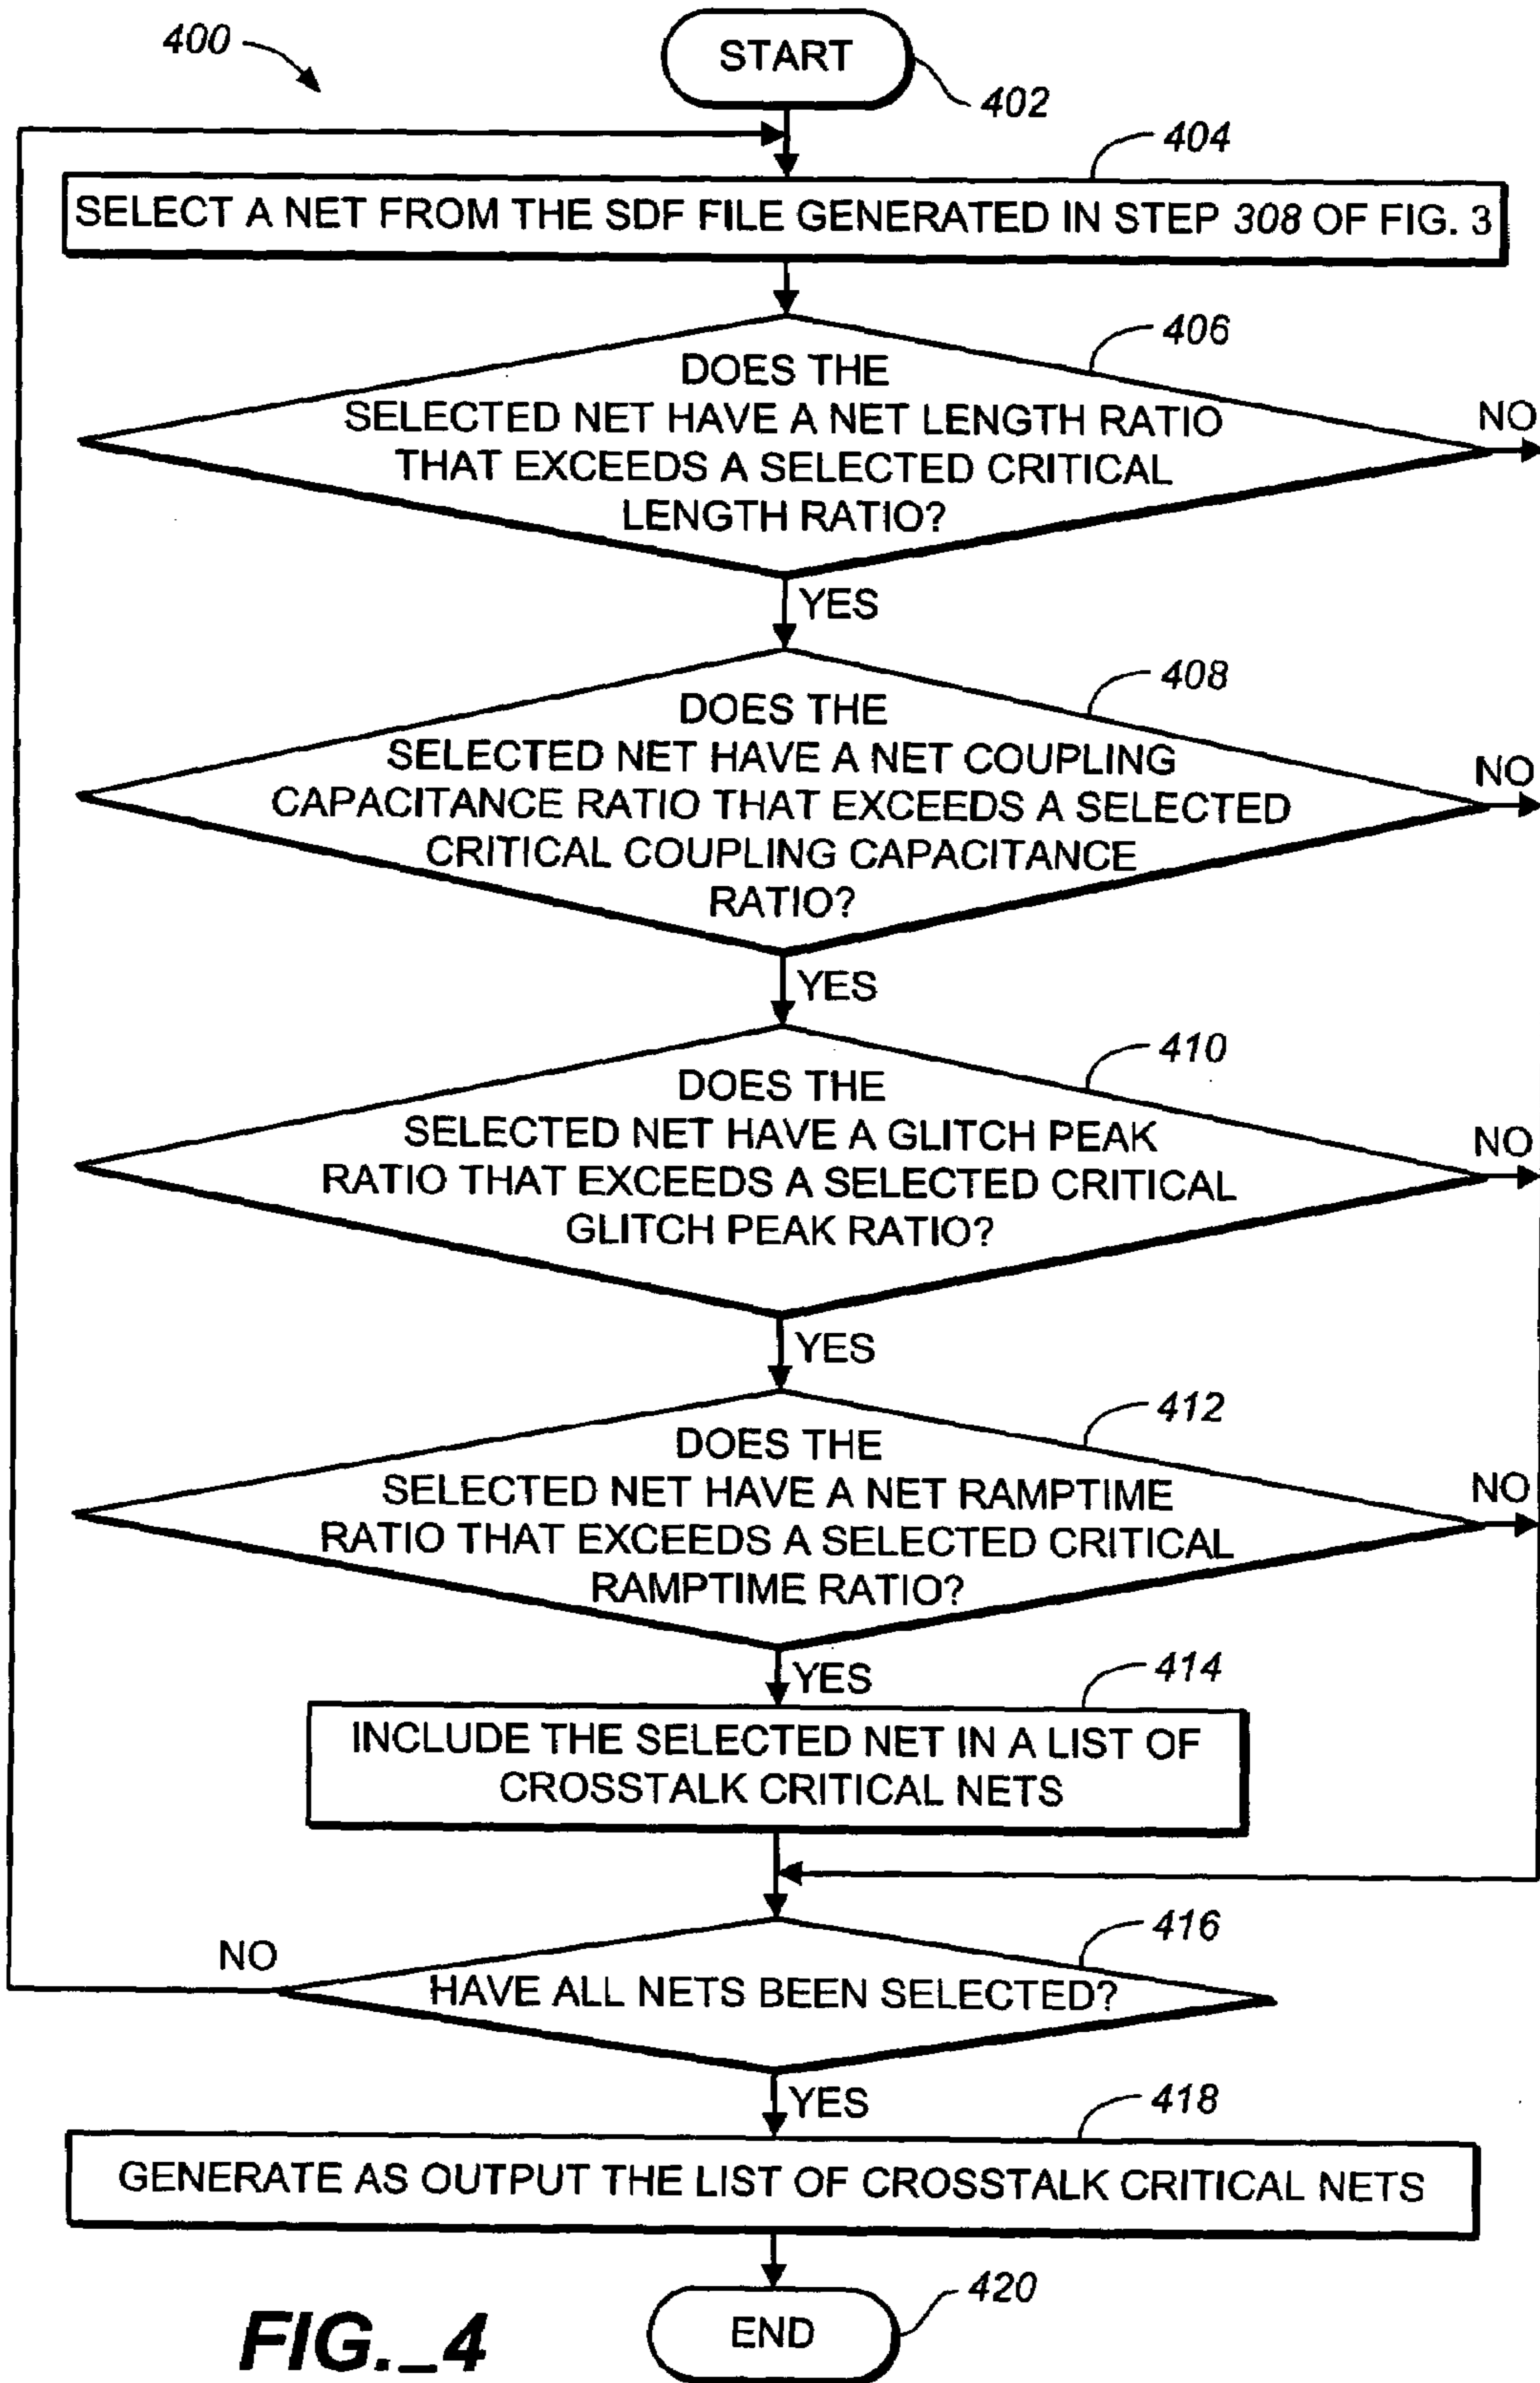 400
START
402
404
SELECT A NET FROM THE SDF FILE GENERATED IN STEP 308 OF FIG. 3
406
DOES THE
SELECTED NET HAVE A NET LENGTH RATIO
THAT EXCEEDS A SELECTED CRITICAL
LENGTH RATIO?
NO
YES
408
DOES THE
SELECTED NET HAVE A NET COUPLING
CAPACITANCE RATIO THAT EXCEEDS A SELECTED
CRITICAL COUPLING CAPACITANCE
RATIO?
NO
YES
410
DOES THE
SELECTED NET HAVE A GLITCH PEAK
RATIO THAT EXCEEDS A SELECTED CRITICAL
GLITCH PEAK RATIO?
NO
YES
412
DOES THE
SELECTED NET HAVE A NET RAMPTIME
RATIO THAT EXCEEDS A SELECTED CRITICAL
RAMPTIME RATIO?
NO
YES
414
INCLUDE THE SELECTED NET IN A LIST OF
CROSSTALK CRITICAL NETS
416
NO
HAVE ALL NETS BEEN SELECTED?
YES
418
GENERATE AS OUTPUT THE LIST OF CROSSTALK CRITICAL NETS
420
END
FIG._4